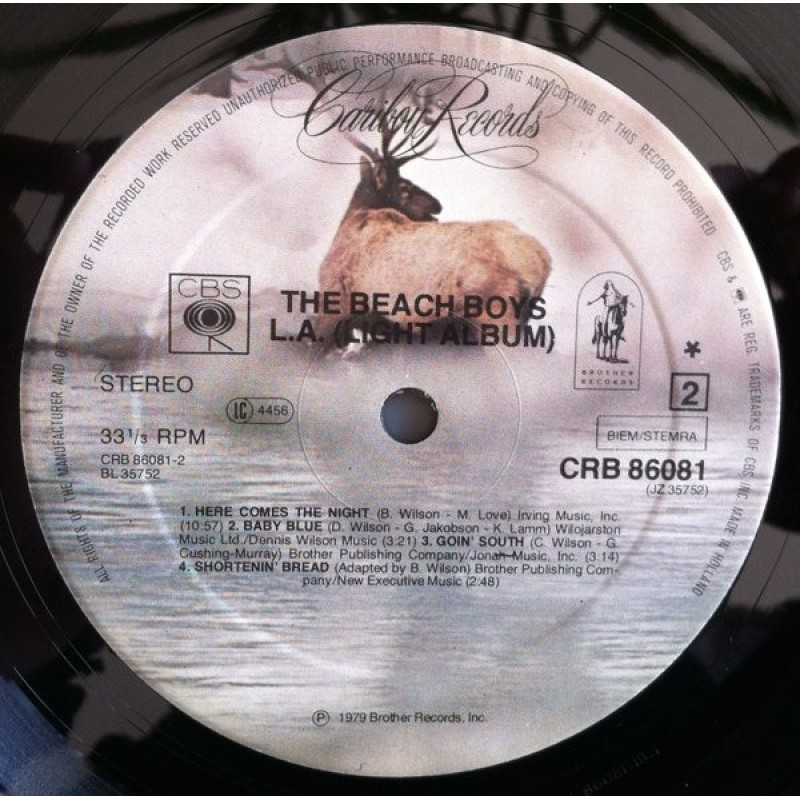 ALL RIGHTS OF THE MANUFACTURER AND OF THE OWNER OF THE RECORDED WORK RESERVED UNAUTHORIZED PUBLIC PERFORMANCE BROADCASTING AND COPYING OF THIS RECORD PROHIBITED CBS & ARE REG. TRADEMARKS OF CBS INC. MADE IN HOLLAND
Caribou Records
CBS
THE BEACH BOYS
L.A. (LIGHT ALBUM)
BROTHER
RECORDS
STEREO
LC 4456
*
2
33 1/3 RPM
BIEM/STEMRA
CRB 86081-2
BL 35752
CRB 86081
(JZ 35752)
1. HERE COMES THE NIGHT (B. Wilson - M. Love) Irving Music, Inc.
(10:57) 2. BABY BLUE (D. Wilson - G. Jakobson - K. Lamm) Wilojarston
Music Ltd./Dennis Wilson Music (3:21) 3. GOIN' SOUTH (C. Wilson - G.
Cushing-Murray) Brother Publishing Company/Jonah Music, Inc. (3:14)
4. SHORTENIN' BREAD (Adapted by B. Wilson) Brother Publishing Com-
pany/New Executive Music (2:48)
℗ 1979 Brother Records, Inc.